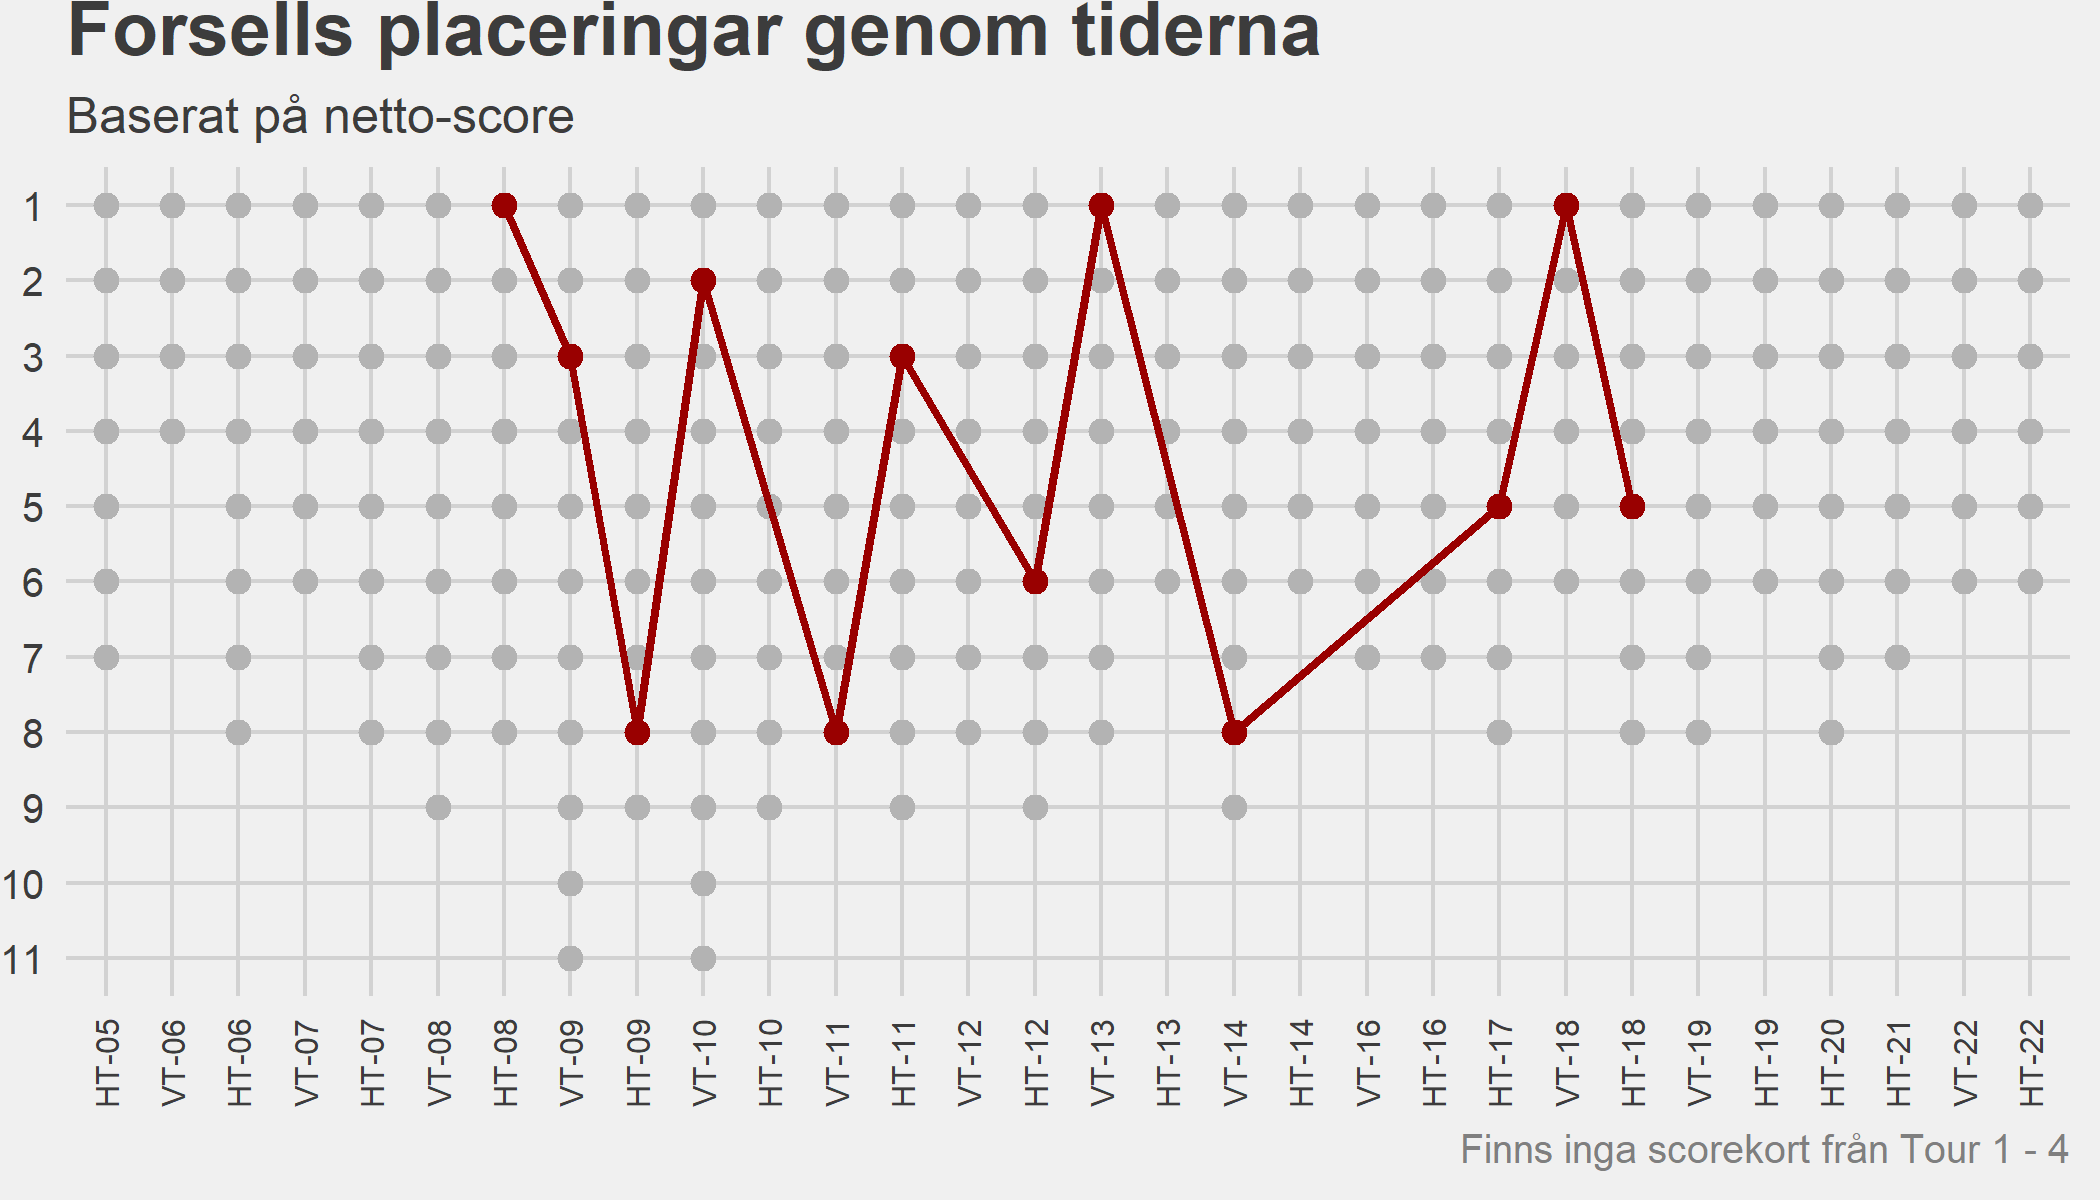 Forsells placeringar genom tiderna
Baserat på netto-score
1
2
3
4
5
6
7
8
9
10
11
HT-05
VT-06
HT-06
VT-07
HT-07
VT-08
HT-08
VT-09
HT-09
VT-10
HT-10
VT-11
HT-11
VT-12
HT-12
VT-13
HT-13
VT-14
HT-14
VT-16
HT-16
HT-17
VT-18
HT-18
VT-19
HT-19
HT-20
HT-21
VT-22
HT-22
Finns inga scorekort från Tour 1 - 4